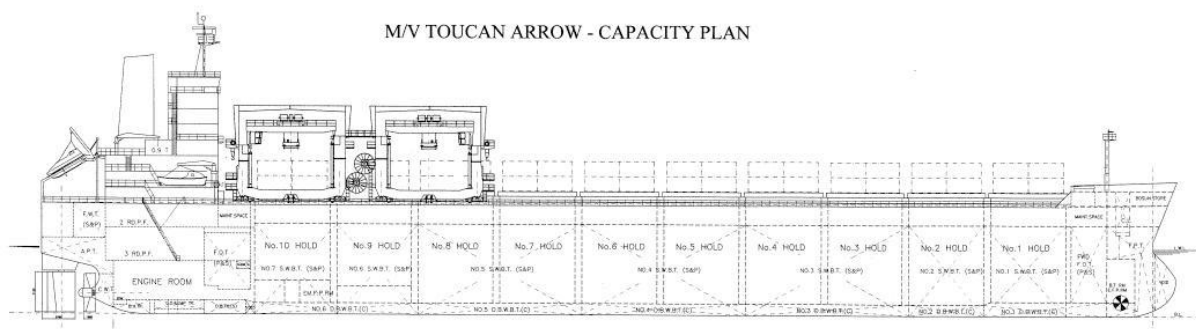 M/V TOUCAN ARROW - CAPACITY PLAN
F.W.T. (S&P)
2 RD.P.F.
3 RD.P.F.
A.P.T.
ENGINE ROOM
F.O.T. (P&S)
MAINT.SPACE
No.10 HOLD
No.9 HOLD
No.8 HOLD
No.7 HOLD
No.6 HOLD
No.5 HOLD
No.4 HOLD
No.3 HOLD
No.2 HOLD
No.1 HOLD
MAINT.SPACE
BOSUN STORE
F.P.T.
NO.7 S.W.B.T. (S&P)
NO.6 S.W.B.T. (S&P)
NO.5 S.W.B.T. (S&P)
NO.4 S.W.B.T. (S&P)
NO.3 S.W.B.T. (S&P)
NO.2 S.W.B.T. (S&P)
NO.1 S.W.B.T. (S&P)
FWD F.O.T. (P&S)
NO.6 D.B.W.B.T.(C)
NO.5 D.B.W.B.T.(C)
NO.4 D.B.W.B.T.(C)
NO.3 D.B.W.B.T.(C)
NO.2 D.B.W.B.T.(C)
NO.1 D.B.W.B.T.(C)